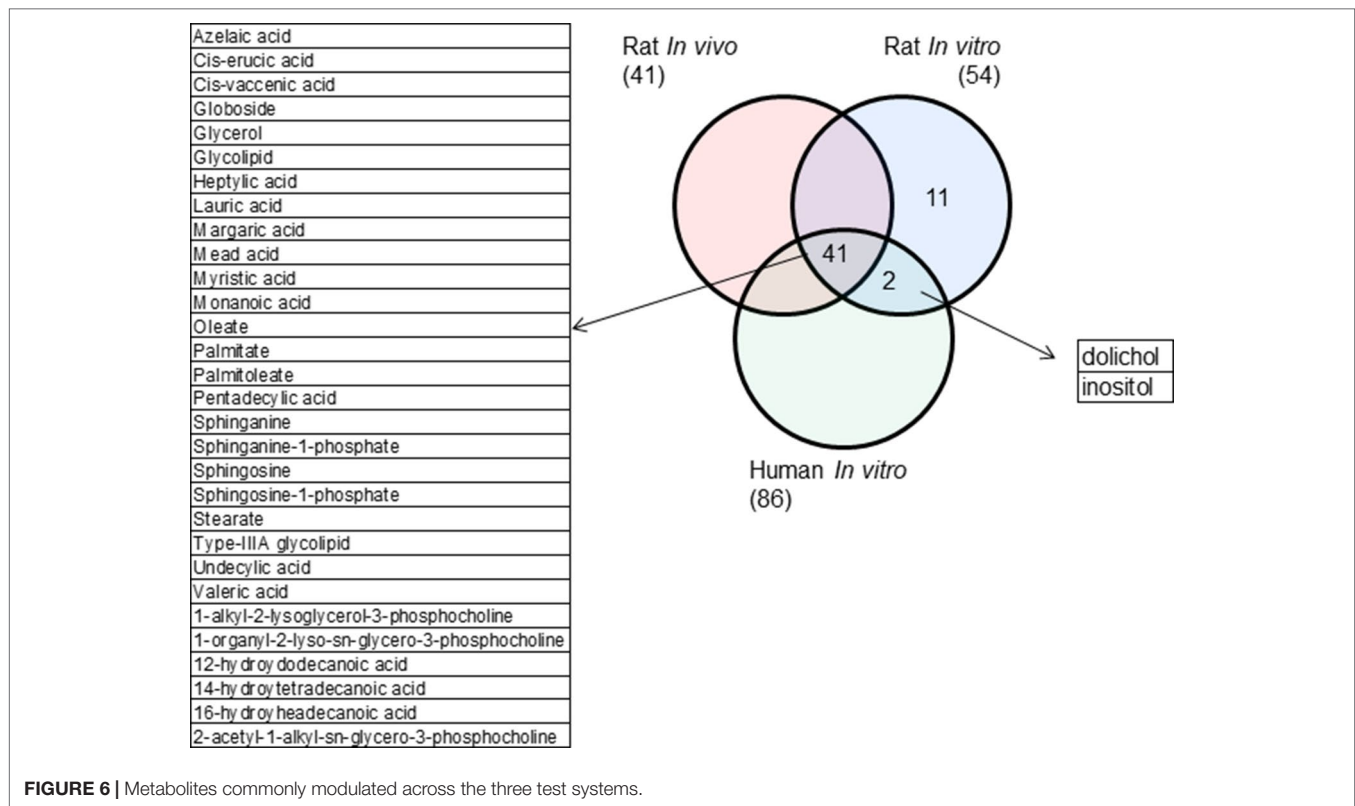 Azelaic acid
Cis-erucic acid
Cis-vaccenic acid
Globoside
Glycerol
Glycolipid
Heptylic acid
Lauric acid
Margaric acid
Mead acid
Myristic acid
Monanoic acid
Oleate
Palmitate
Palmitoleate
Pentadecylic acid
Sphinganine
Sphinganine-1-phosphate
Sphingosine
Sphingosine-1-phosphate
Stearate
Type-IIIA glycolipid
Undecylic acid
Valeric acid
1-alkyl-2-lysoglycerol-3-phosphocholine
1-organyl-2-lyso-sn-glycero-3-phosphocholine
12-hydroydodecanoic acid
14-hydroytetradecanoic acid
16-hydroyheadecanoic acid
2-acetyl-1-alkyl-sn-glycero-3-phosphocholine
Rat In vivo
(41)
Rat In vitro
(54)
11
41
2
dolichol
inositol
Human In vitro
(86)
FIGURE 6 | Metabolites commonly modulated across the three test systems.